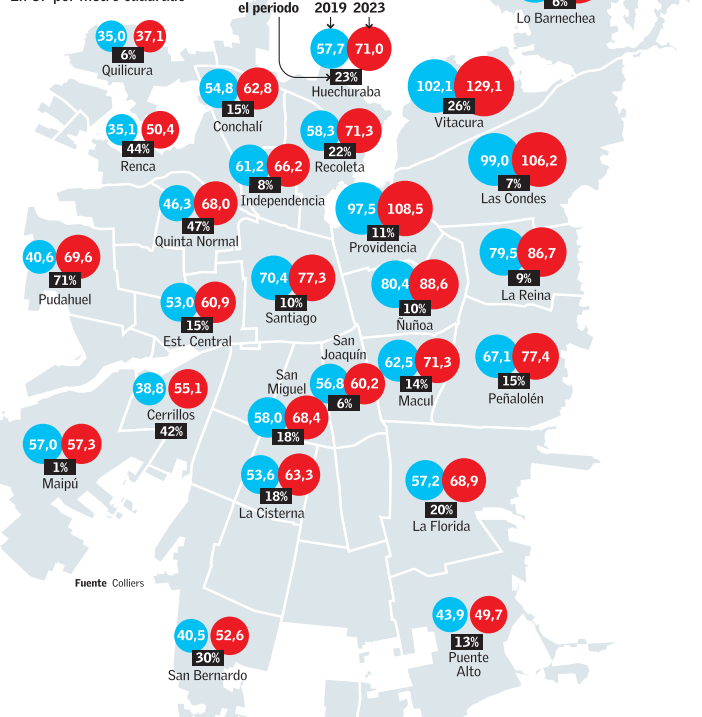 En UF por metro cuadrado
el periodo
2019 2023
6%
Lo Barnechea
35,0 37,1
6%
Quilicura
57,7 71,0
23%
Huechuraba
54,8 62,8
15%
Conchalí
102,1 129,1
26%
Vitacura
35,1 50,4
44%
Renca
58,3 71,3
22%
Recoleta
61,2 66,2
8%
Independencia
99,0 106,2
7%
Las Condes
46,3 68,0
47%
Quinta Normal
97,5 108,5
11%
Providencia
40,6 69,6
71%
Pudahuel
79,5 86,7
9%
La Reina
70,4 77,3
10%
Santiago
80,4 88,6
10%
Ñuñoa
53,0 60,9
15%
Est. Central
San
Joaquín
56,8 60,2
6%
62,5 71,3
14%
Macul
67,1 77,4
15%
Peñalolén
38,8 55,1
Cerrillos
42%
San
Miguel
58,0 68,4
18%
57,0 57,3
1%
Maipú
53,6 63,3
18%
La Cisterna
57,2 68,9
20%
La Florida
Fuente Colliers
43,9 49,7
13%
Puente
Alto
40,5 52,6
30%
San Bernardo